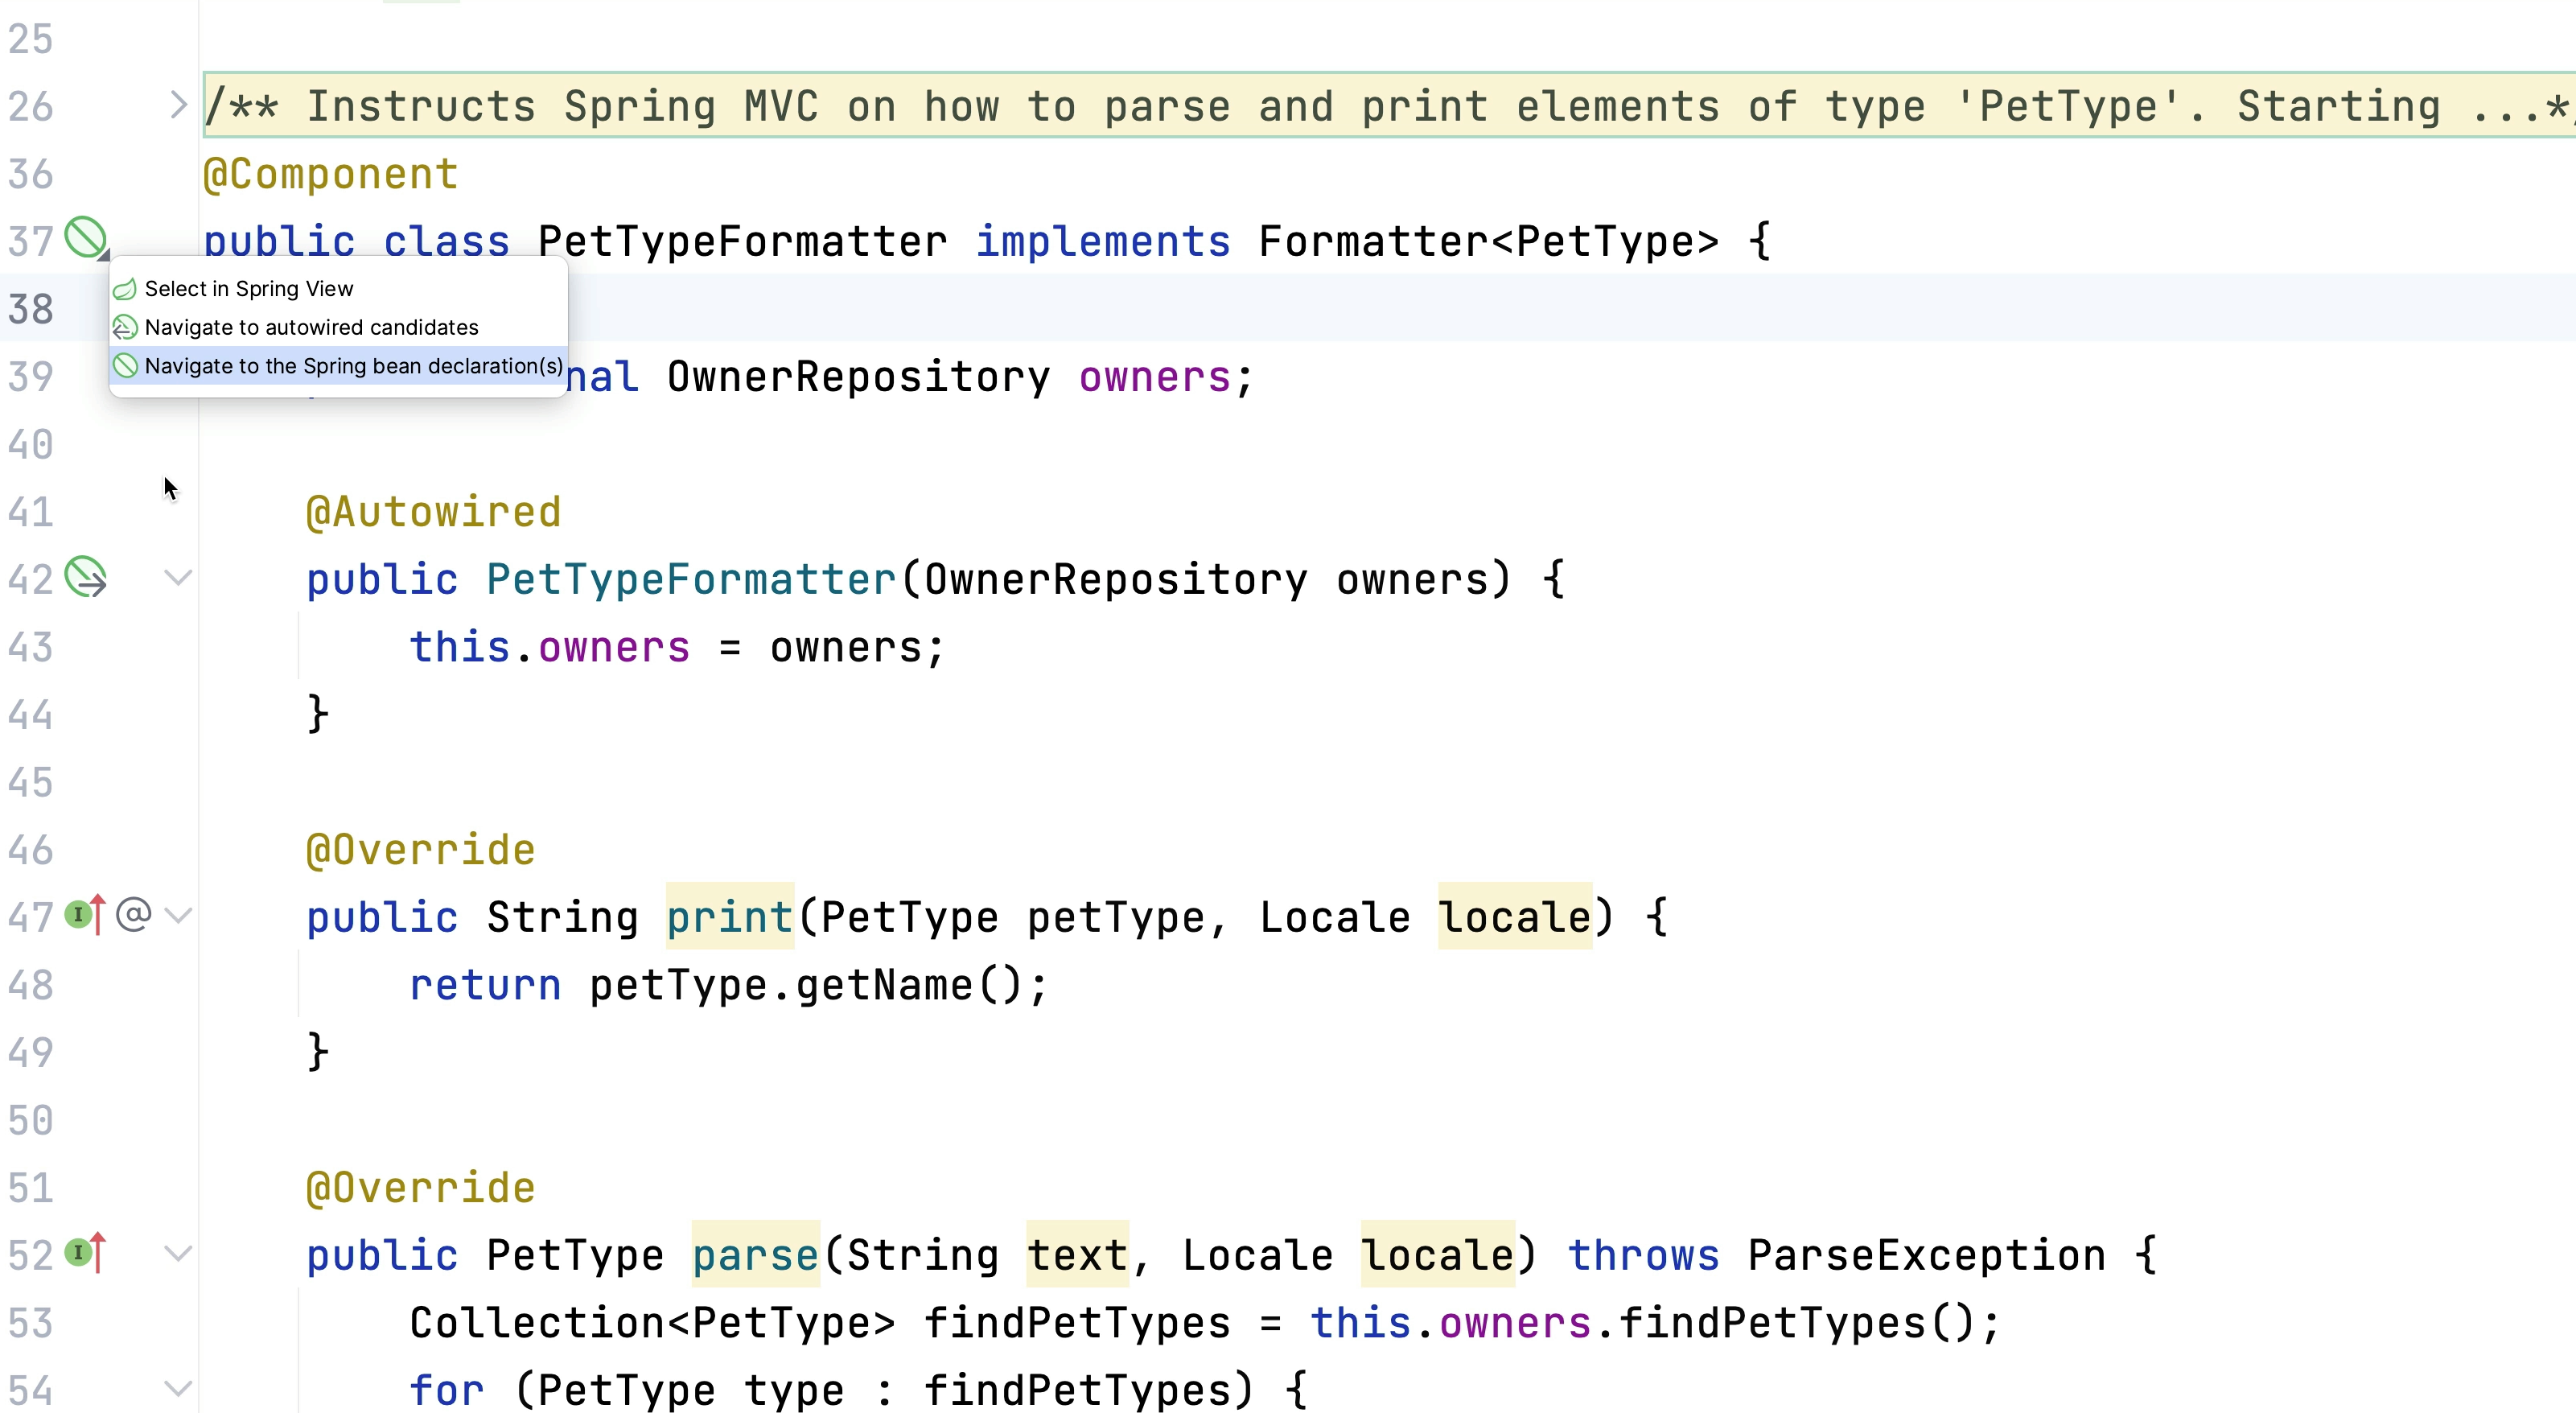 25
26 /** Instructs Spring MVC on how to parse and print elements of type 'PetType'. Starting ...*/
36 @Component
37 public class PetTypeFormatter implements Formatter<PetType> {
Select in Spring View
38
Navigate to autowired candidates
Navigate to the Spring bean declaration(s)
39 nal OwnerRepository owners;
40
41 @Autowired
42 public PetTypeFormatter(OwnerRepository owners) {
43 this.owners = owners;
44 }
45
46 @Override
47 public String print(PetType petType, Locale locale) {
48 return petType.getName();
49 }
50
51 @Override
52 public PetType parse(String text, Locale locale) throws ParseException {
53 Collection<PetType> findPetTypes = this.owners.findPetTypes();
54 for (PetType type : findPetTypes) {